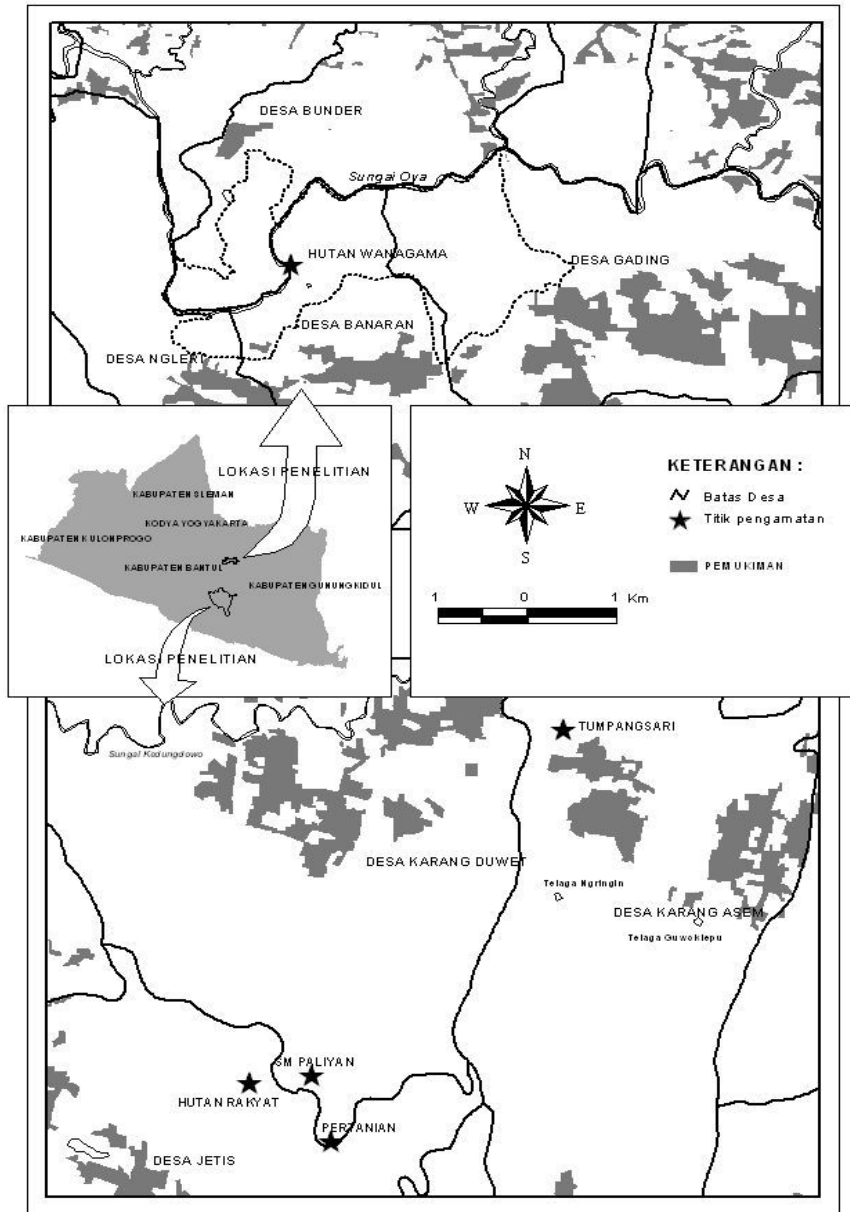 DESA BUNDER
Sungai Oya
HUTAN WANAGAMA
DESA GADING
DESA BANARAN
DESA NGLERI
LOKASI PENELITIAN
KABUPATEN SLEMAN
KODYA YOGYAKARTA
KABUPATEN KULONPROGO
KABUPATEN BANTUL
KABUPATEN GUNUNGKIDUL
LOKASI PENELITIAN
N
W E
S
1 0 1 Km
KETERANGAN :
Batas Desa
Titik pengamatan
PEMUKIMAN
TUMPANGSARI
Sungai Kedungdowo
DESA KARANG DUWET
Telaga Ngringin
DESA KARANG ASEM
Telaga Guwoklepu
SM PALIYAN
HUTAN RAKYAT
PERTANIAN
DESA JETIS